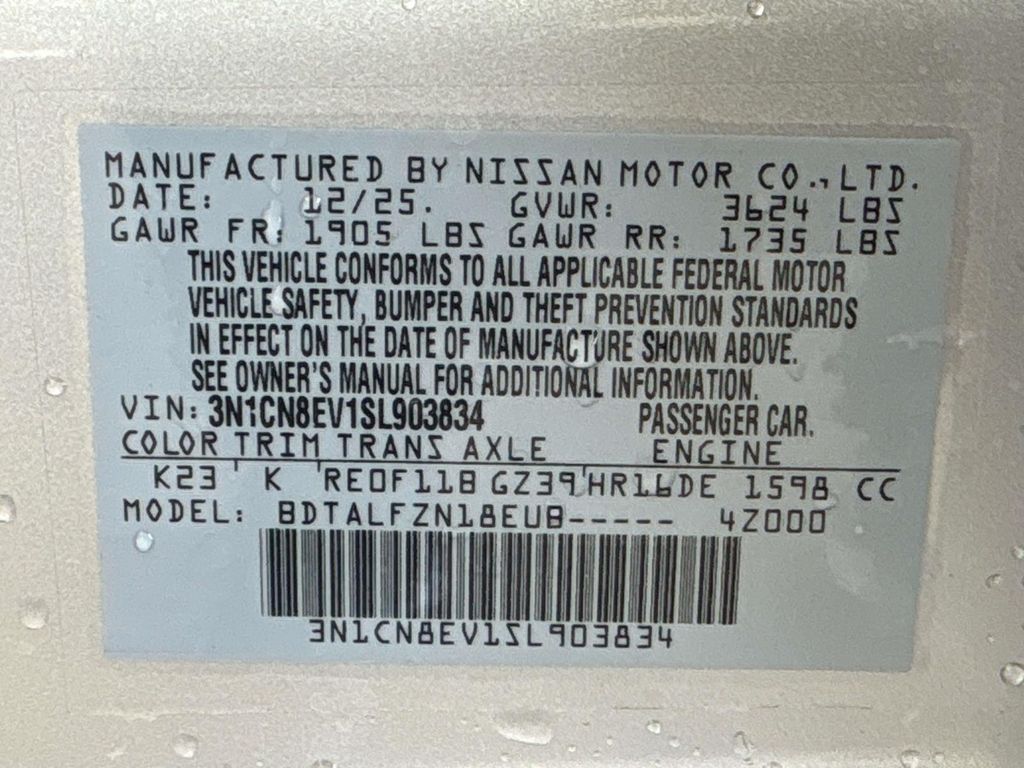 MANUFACTURED BY NISSAN MOTOR CO.,LTD.
DATE: 12/25. GVWR: 3624 LBS
GAWR FR: 1905 LBS GAWR RR: 1735 LBS
THIS VEHICLE CONFORMS TO ALL APPLICABLE FEDERAL MOTOR
VEHICLE SAFETY, BUMPER AND THEFT PREVENTION STANDARDS
IN EFFECT ON THE DATE OF MANUFACTURE SHOWN ABOVE.
SEE OWNER'S MANUAL FOR ADDITIONAL INFORMATION.
VIN: 3N1CN8EV1SL903834 PASSENGER CAR.
COLOR TRIM TRANS AXLE ENGINE
K23 ' K 'RE0F11B GZ39'HR16DE 1598 CC
MODEL: BDTALFZN18EUB----- 4Z000
3N1CN8EV1SL903834